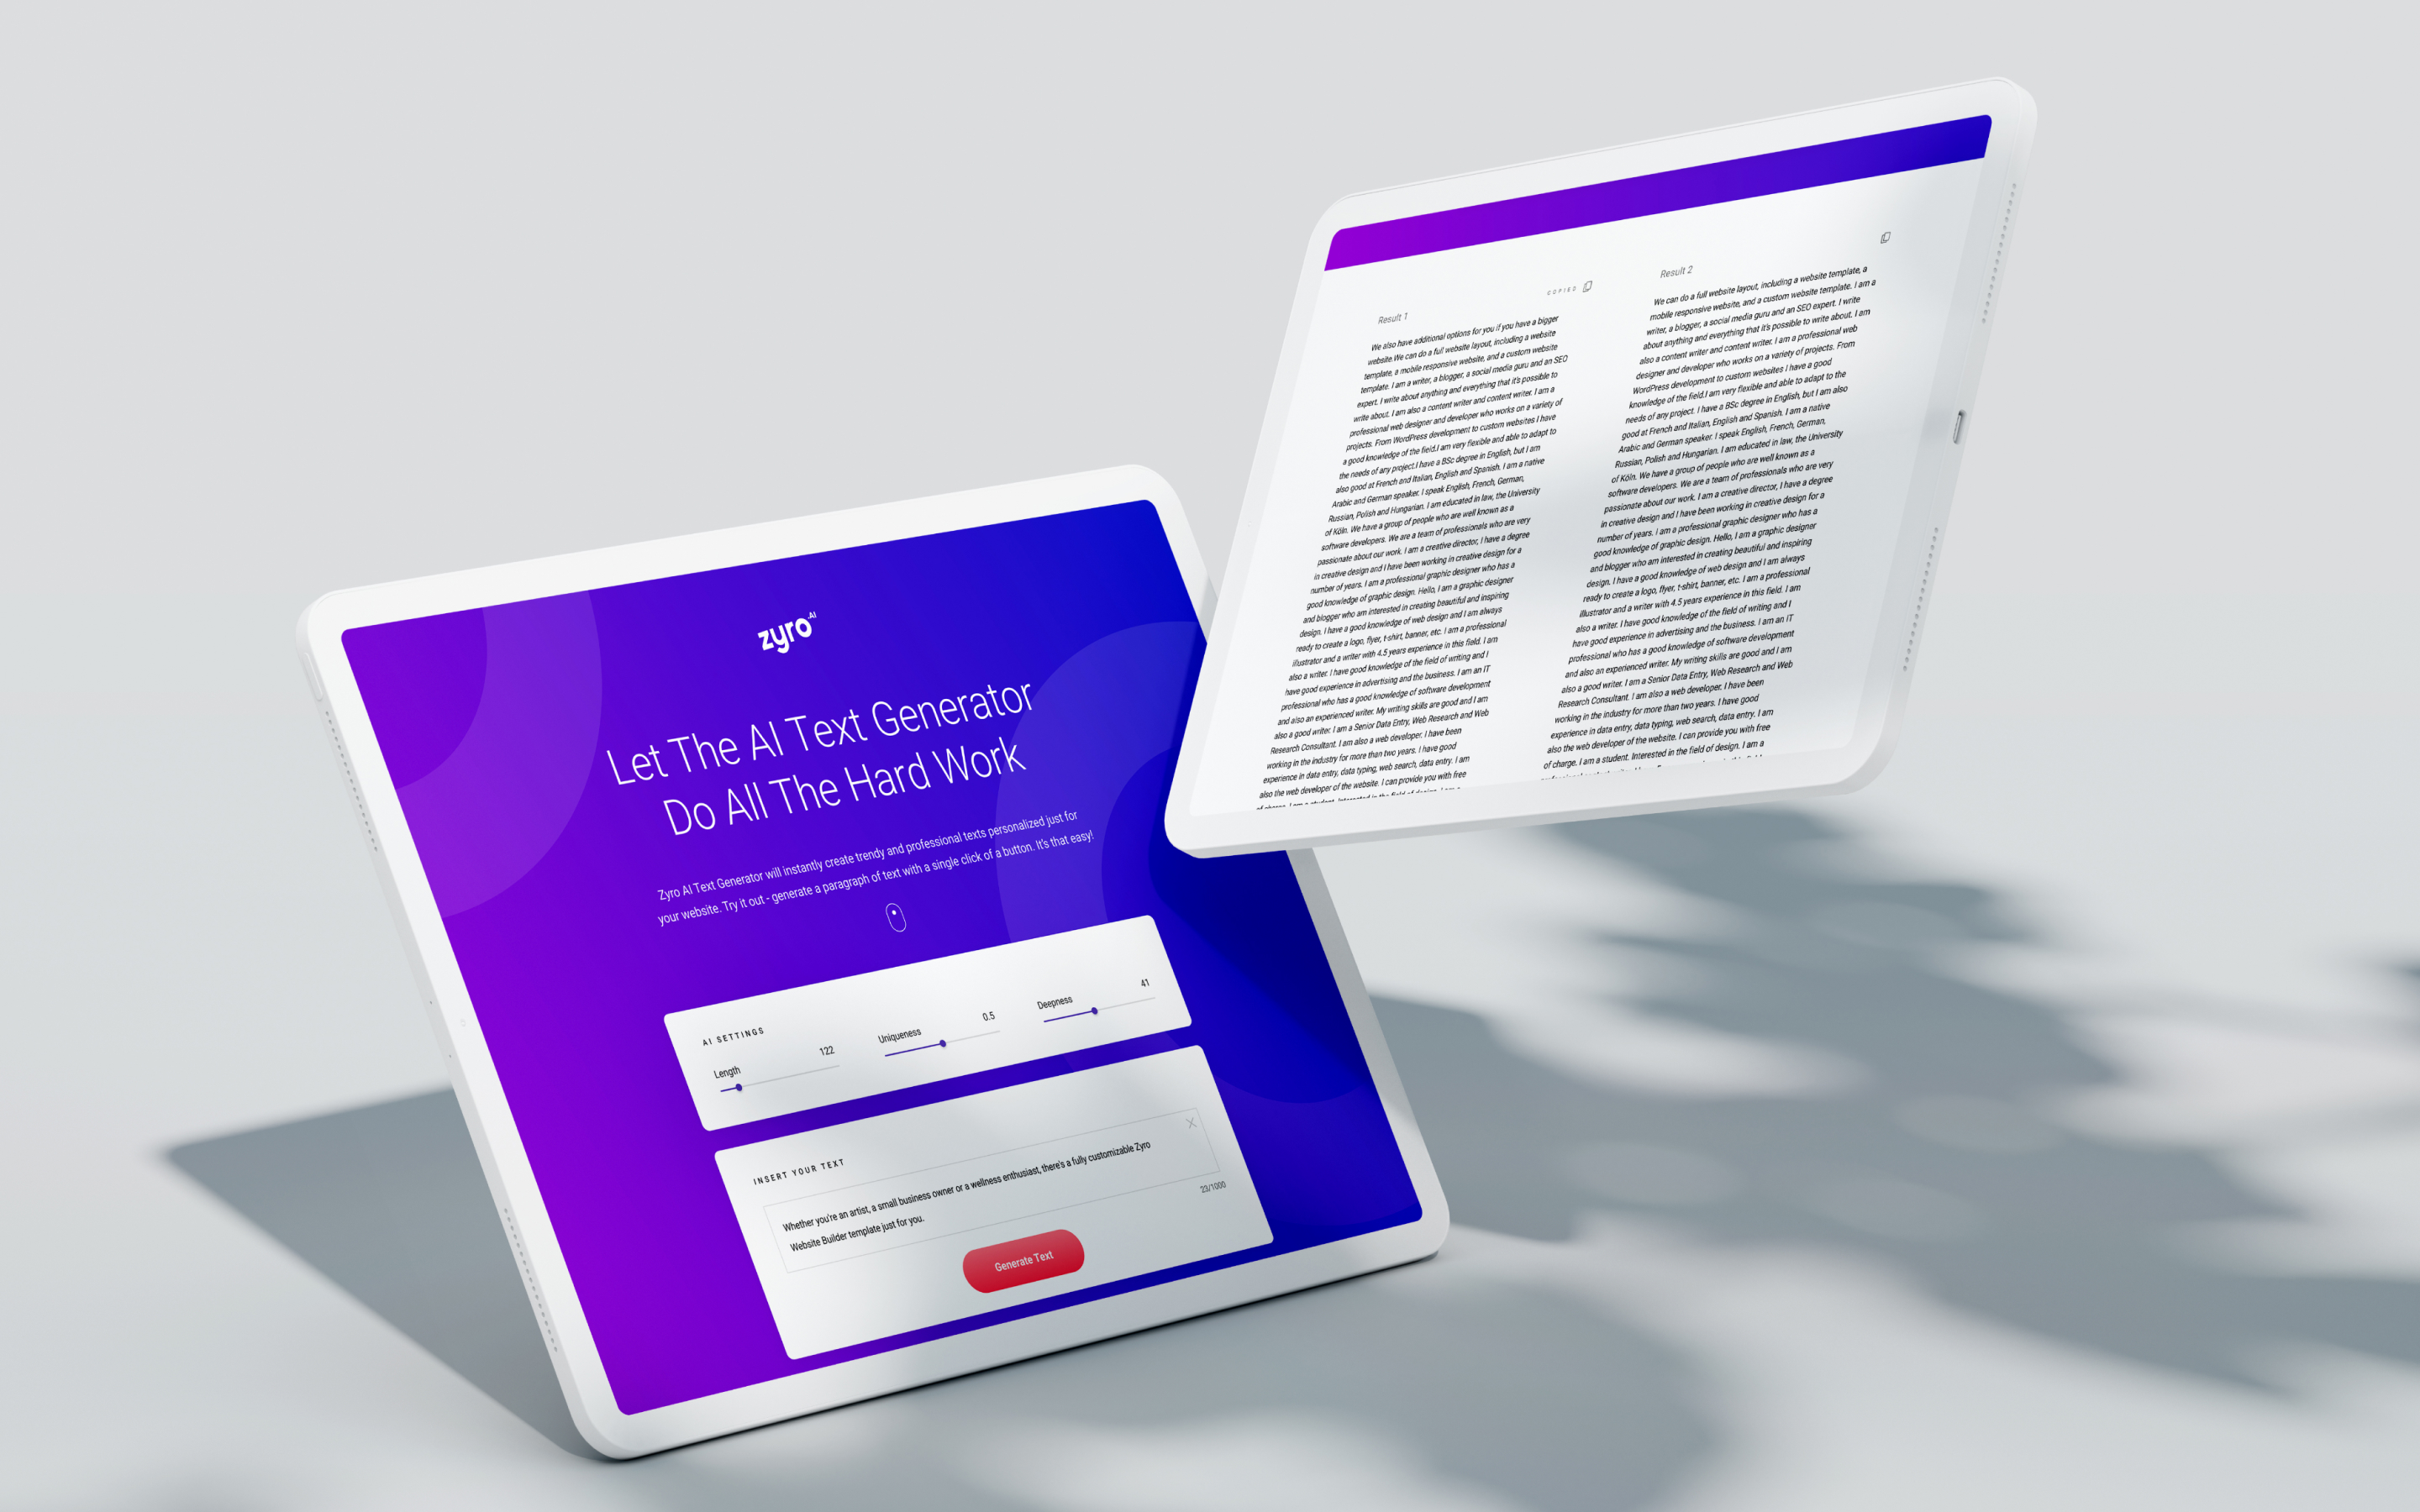 zyro.AI
Let The AI Text Generator
Do All The Hard Work
Zyro AI Text Generator will instantly create trendy and professional texts personalized just for
your website. Try it out - generate a paragraph of text with a single click of a button. It's that easy!
AI SETTINGS
Length 122
Uniqueness 0.5
Deepness 41
INSERT YOUR TEXT
Whether you're an artist, a small business owner or a wellness enthusiast, there's a fully customizable Zyro
Website Builder template just for you.
23/1000
Generate Text
COPIED
Result 1
We also have additional options for you if you have a bigger
website.We can do a full website layout, including a website
template, a mobile responsive website, and a custom website
template. I am a writer, a blogger, a social media guru and an SEO
expert. I write about anything and everything that it's possible to
write about. I am also a content writer and content writer. I am a
professional web designer and developer who works on a variety of
projects. From WordPress development to custom websites I have
a good knowledge of the field.I am very flexible and able to adapt to
the needs of any project.I have a BSc degree in English, but I am
also good at French and Italian, English and Spanish. I am a native
Arabic and German speaker. I speak English, French, German,
Russian, Polish and Hungarian. I am educated in law, the University
of Köln. We have a group of people who are well known as a
software developers. We are a team of professionals who are very
passionate about our work. I am a creative director, I have a degree
in creative design and I have been working in creative design for a
number of years. I am a professional graphic designer who has a
good knowledge of graphic design. Hello, I am a graphic designer
and blogger who am interested in creating beautiful and inspiring
design. I have a good knowledge of web design and I am always
ready to create a logo, flyer, t-shirt, banner, etc. I am a professional
illustrator and a writer with 4.5 years experience in this field. I am
also a writer. I have good knowledge of the field of writing and I
have good experience in advertising and the business. I am an IT
professional who has a good knowledge of software development
and also an experienced writer. My writing skills are good and I am
also a good writer. I am a Senior Data Entry, Web Research and Web
Research Consultant. I am also a web developer. I have been
working in the industry for more than two years. I have good
experience in data entry, data typing, web search, data entry. I am
also the web developer of the website. I can provide you with free
of charge. I am a student. Interested in the field of design. I am a
Result 2
We can do a full website layout, including a website template, a
mobile responsive website, and a custom website template. I am a
writer, a blogger, a social media guru and an SEO expert. I write
about anything and everything that it's possible to write about. I am
also a content writer and content writer. I am a professional web
designer and developer who works on a variety of projects. From
WordPress development to custom websites I have a good
knowledge of the field.I am very flexible and able to adapt to the
needs of any project. I have a BSc degree in English, but I am also
good at French and Italian, English and Spanish. I am a native
Arabic and German speaker. I speak English, French, German,
Russian, Polish and Hungarian. I am educated in law, the University
of Köln. We have a group of people who are well known as a
software developers. We are a team of professionals who are very
passionate about our work. I am a creative director, I have a degree
in creative design and I have been working in creative design for a
number of years. i am a professional graphic designer who has a
good knowledge of graphic design. Hello, I am a graphic designer
and blogger who am interested in creating beautiful and inspiring
design. I have a good knowledge of web design and I am always
ready to create a logo, flyer, t-shirt, banner, etc. I am a professional
illustrator and a writer with 4.5 years experience in this field. I am
also a writer. I have good knowledge of the field of writing and I
have good experience in advertising and the business. I am an IT
professional who has a good knowledge of software development
and also an experienced writer. My writing skills are good and I am
also a good writer. I am a Senior Data Entry, Web Research and Web
Research Consultant. I am also a web developer. I have been
working in the industry for more than two years. I have good
experience in data entry, data typing, web search, data entry. I am
also the web developer of the website. I can provide you with free
of charge. I am a student. Interested in the field of design. I am a